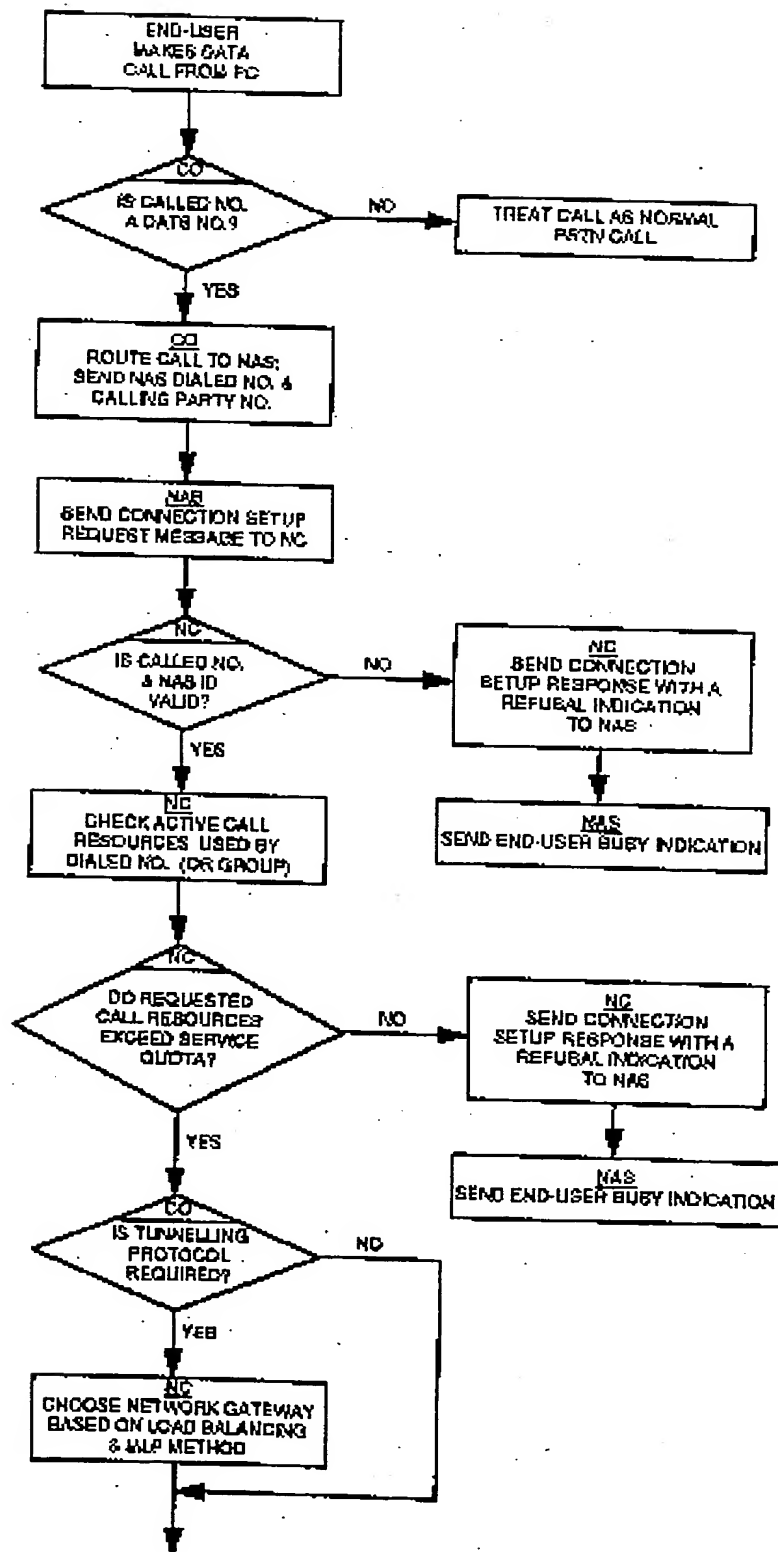 END-USER
MAKES DATA
CALL FROM PC
CO
IS CALLED NO.
A CATS NO.?
NO
TREAT CALL AS NORMAL
PSTN CALL
YES
CO
ROUTE CALL TO NAS;
SEND NAS DIALED NO. &
CALLING PARTY NO.
NAS
SEND CONNECTION SETUP
REQUEST MESSAGE TO NC
NC
IS CALLED NO.
& NAS ID
VALID?
NO
NC
SEND CONNECTION
SETUP RESPONSE WITH A
REFUSAL INDICATION
TO NAS
YES
NAS
SEND END-USER BUSY INDICATION
NC
CHECK ACTIVE CALL
RESOURCES USED BY
DIALED NO. (OR GROUP)
NC
DO REQUESTED
CALL RESOURCES
EXCEED SERVICE
QUOTA?
NO
NC
SEND CONNECTION
SETUP RESPONSE WITH A
REFUSAL INDICATION
TO NAS
YES
NAS
SEND END-USER BUSY INDICATION
CO
IS TUNNELLING
PROTOCOL
REQUIRED?
NO
YES
NC
CHOOSE NETWORK GATEWAY
BASED ON LOAD BALANCING
& MLP METHOD